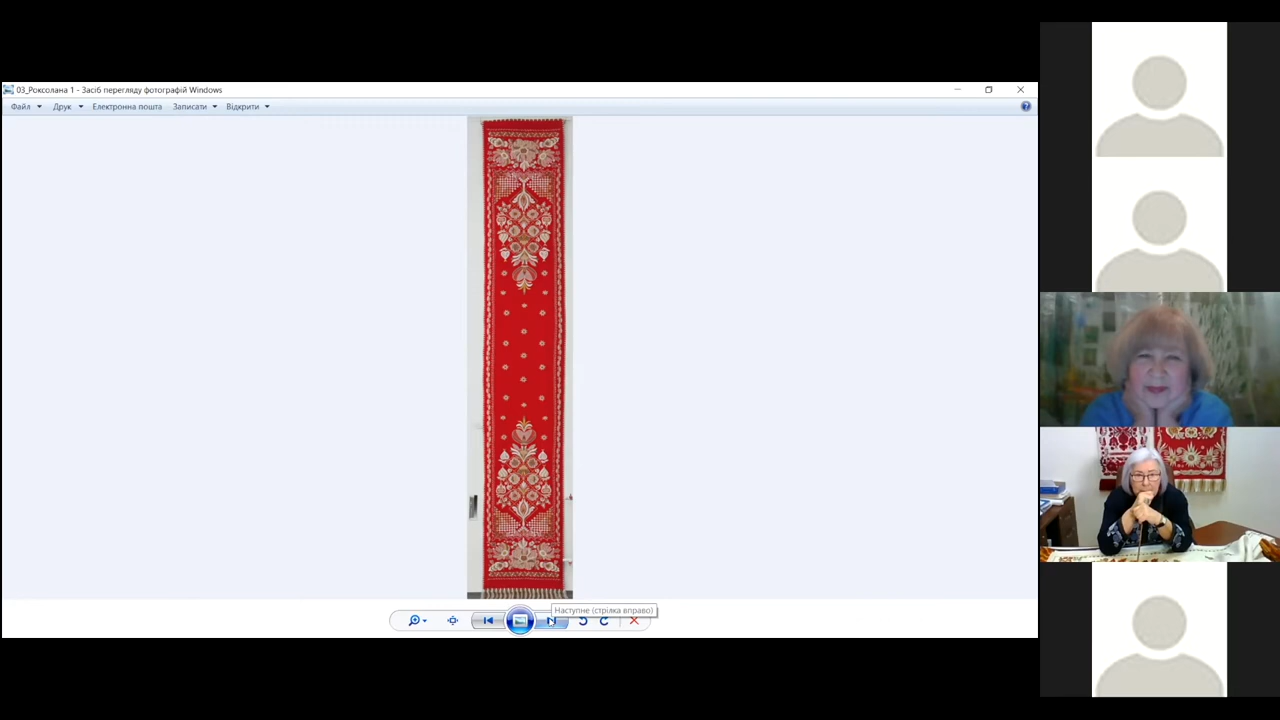 03_Роксолана 1 - Засіб перегляду фотографій Windows
Файл Друк Електронна пошта Записати Відкрити
Наступне (стрілка вправо)